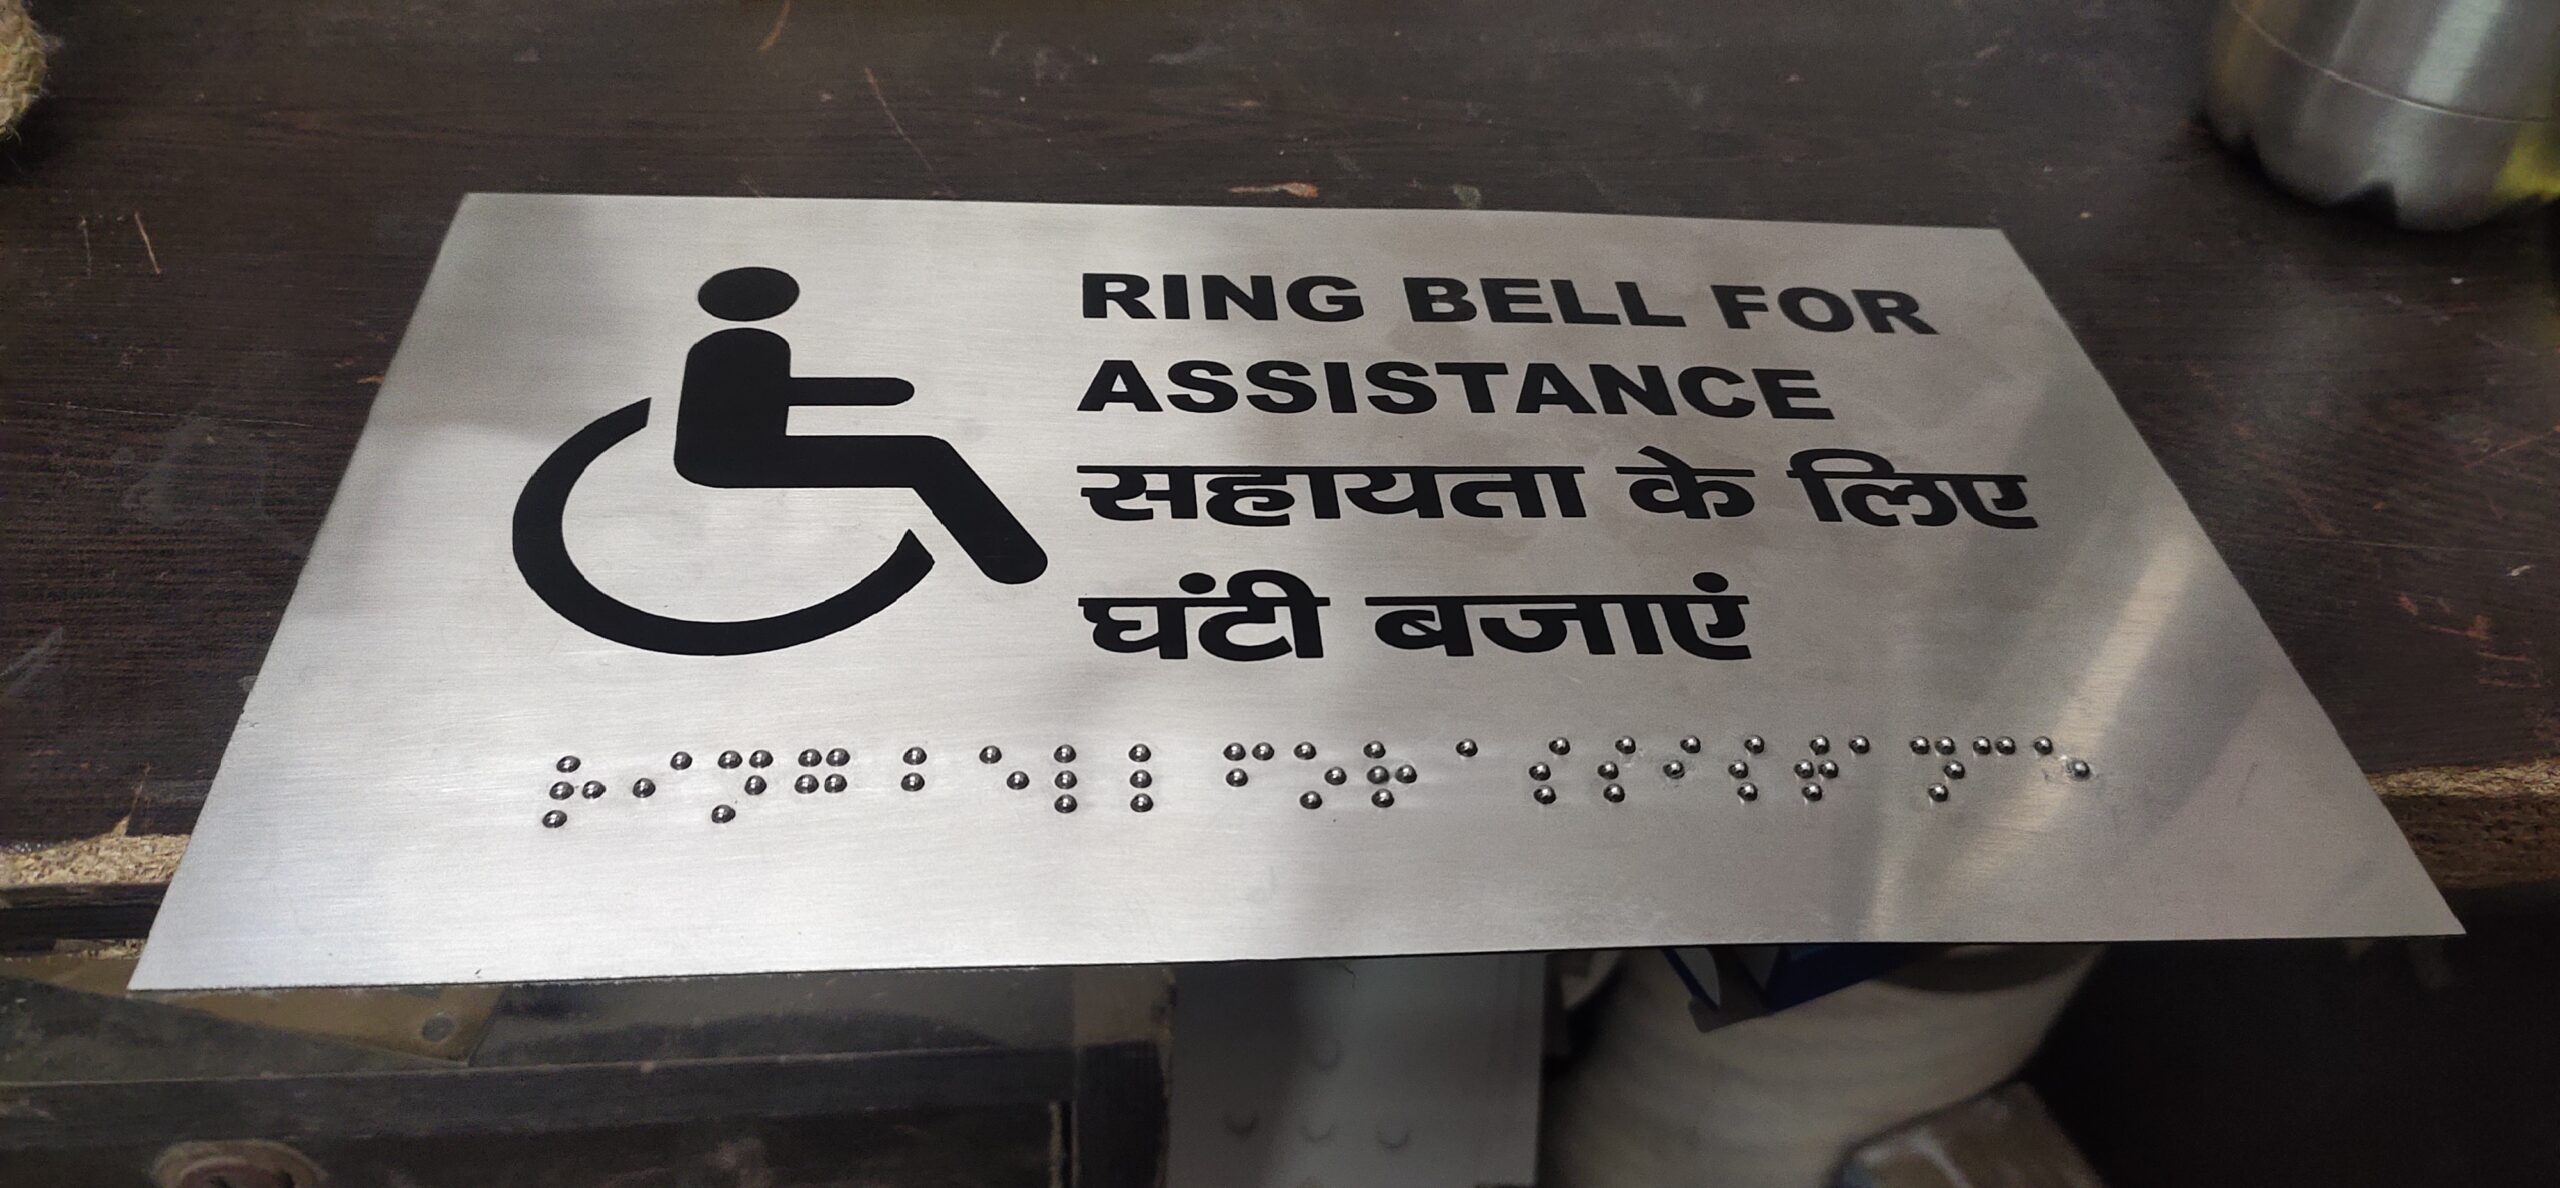 RING BELL FOR
ASSISTANCE
सहायता के लिए
घंटी बजाएं
⠗⠊⠝⠛ ⠃⠑⠇⠇ ⠋⠕⠗ ⠁⠎⠎⠊⠎⠞⠁⠝⠉⠑